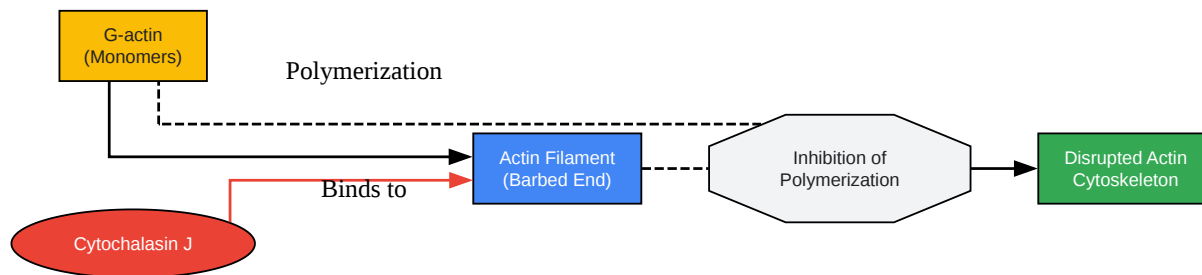 G-actin
(Monomers)
Polymerization
Actin Filament
(Barbed End)
Inhibition of
Polymerization
Disrupted Actin
Cytoskeleton
Binds to
Cytochalasin J